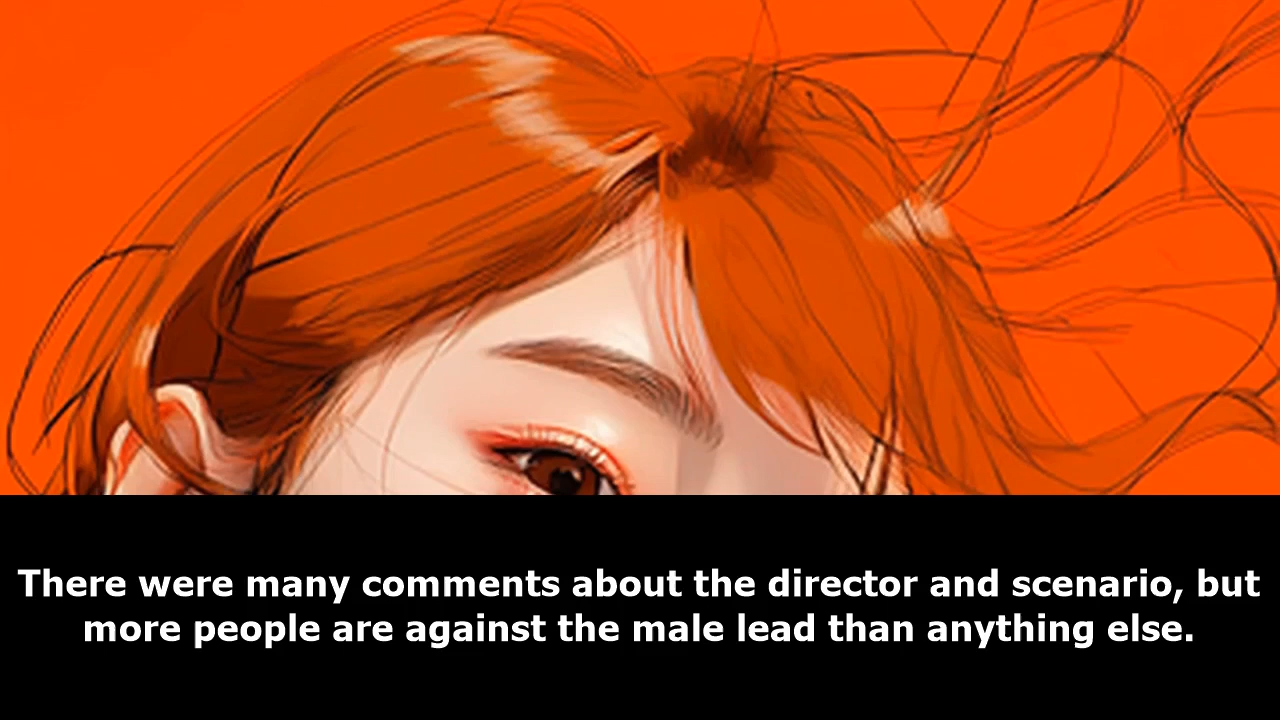 There were many comments about the director and scenario, but
more people are against the male lead than anything else.